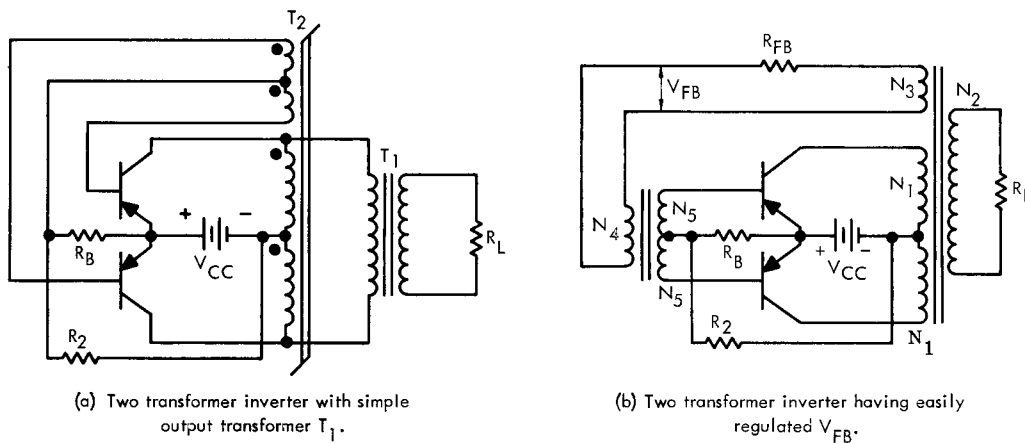 T2
T1
+ −
RB
VCC
RL
R2
(a) Two transformer inverter with simple
output transformer T1.
RFB
VFB
N3
N2
N1
N5
N4
RB
+ −
VCC
N5
R2
N1
(b) Two transformer inverter having easily
regulated VFB.